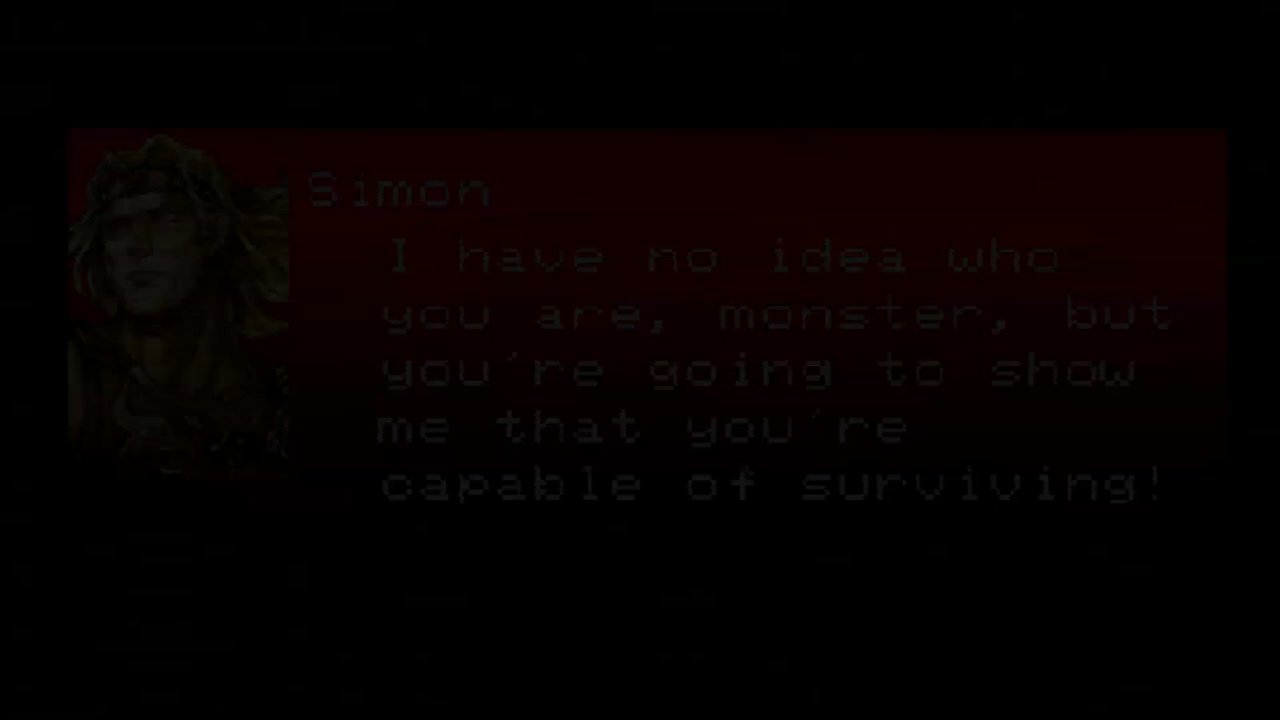 Simon
I have no idea who
you are, monster, but
you're going to show
me that you're
capable of surviving!